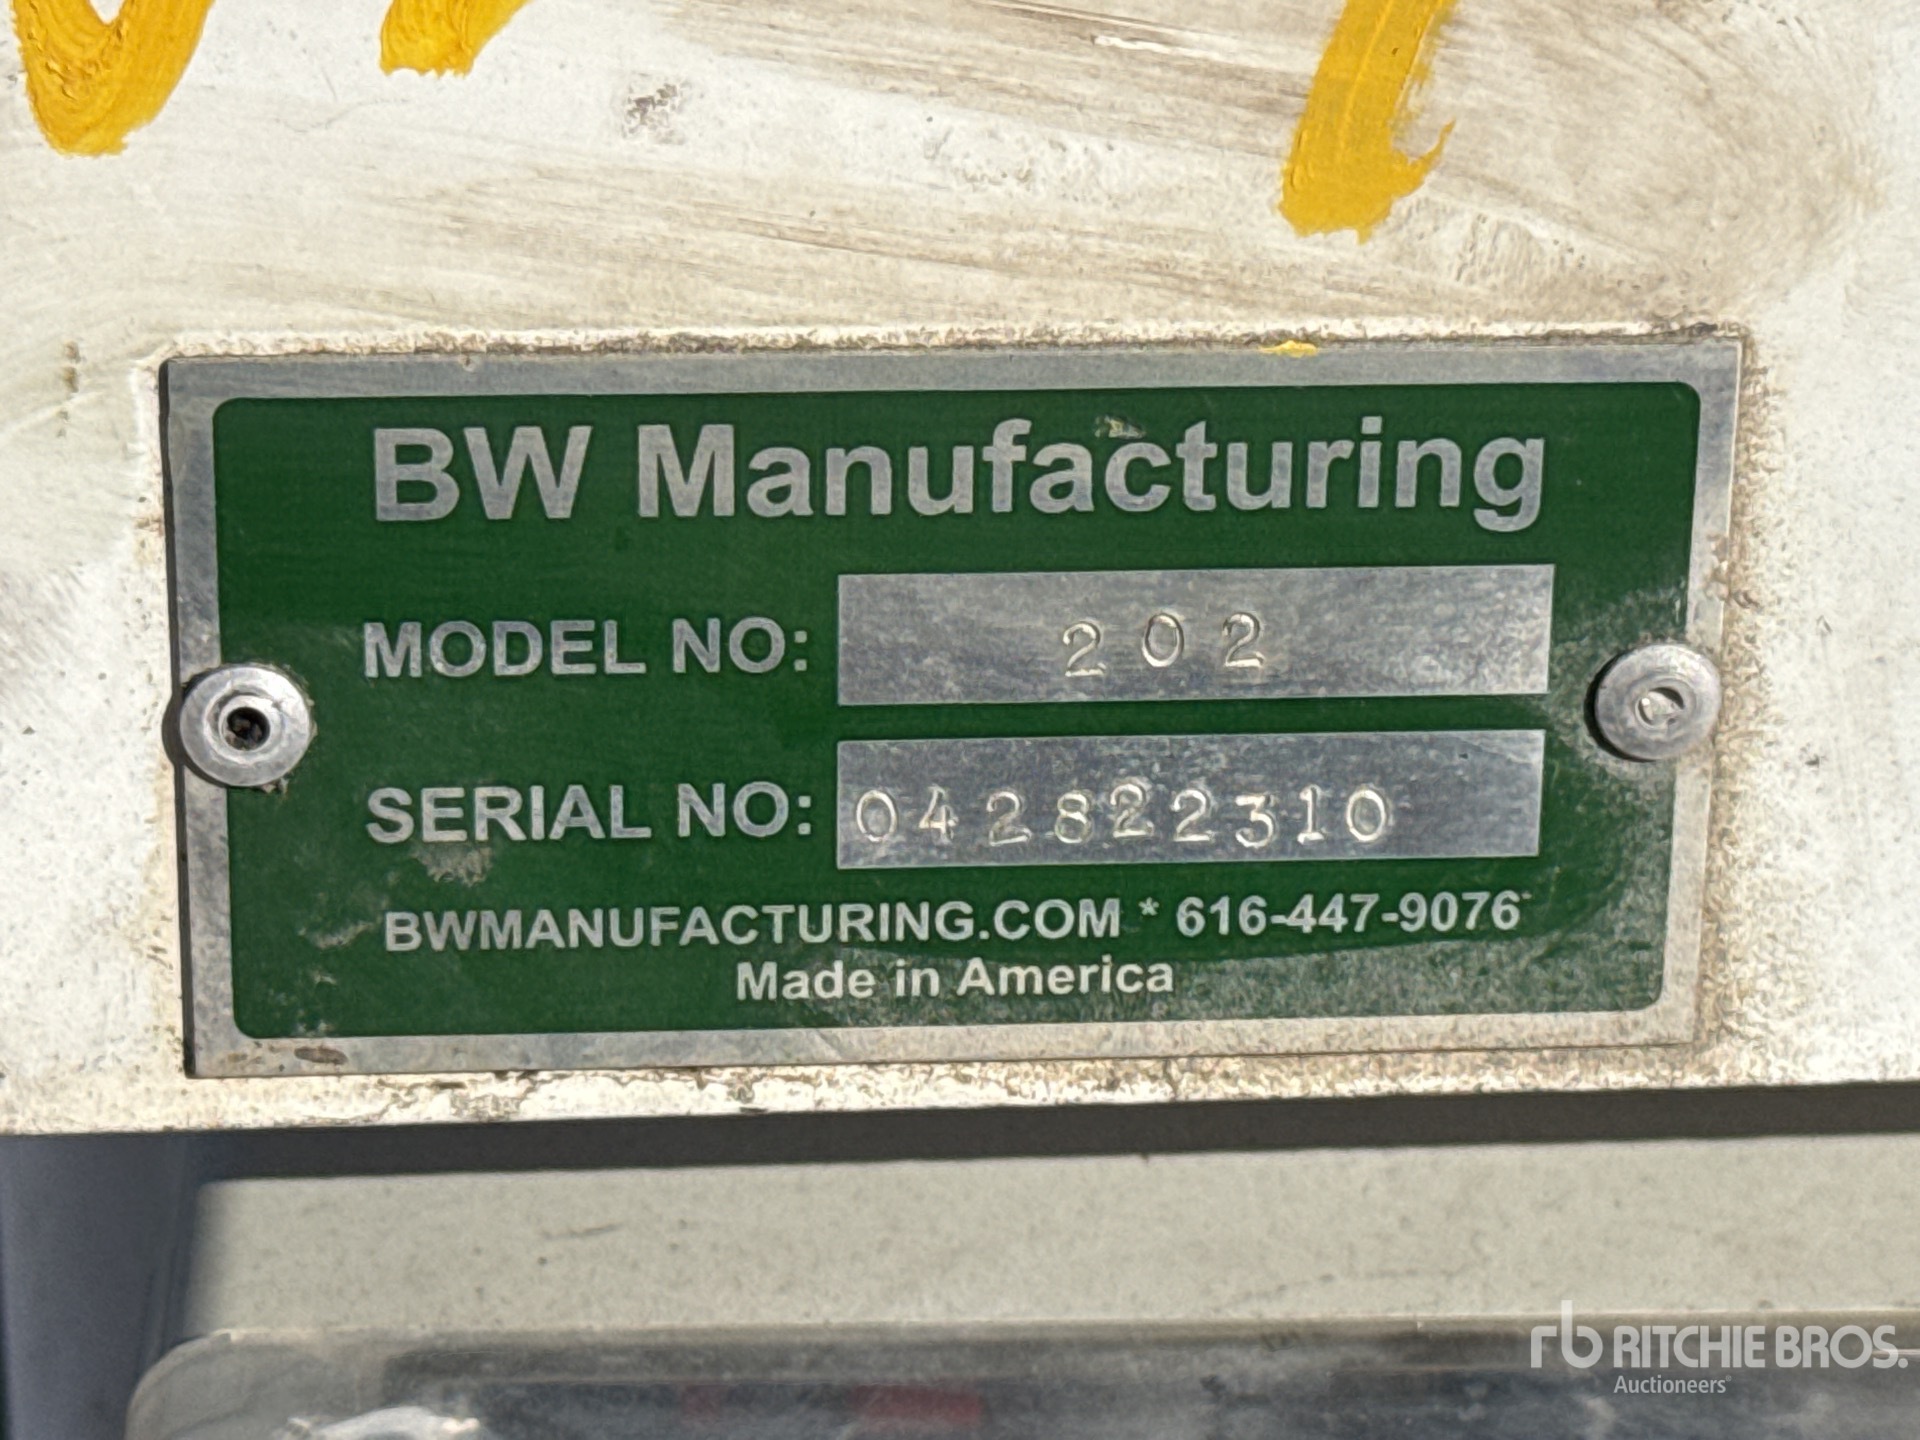 BW Manufacturing
MODEL NO: 202
SERIAL NO: 042822310
BWMANUFACTURING.COM * 616-447-9076
Made in America
rb RITCHIE BROS.
Auctioneers